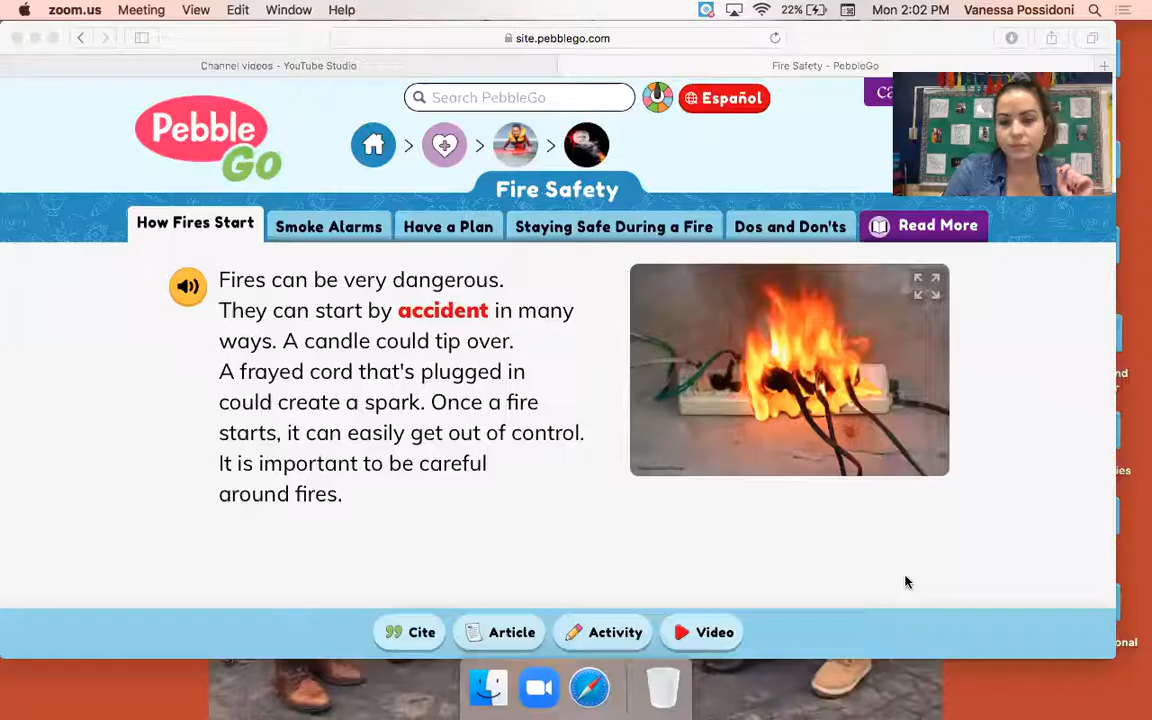 zoom.us Meeting View Edit Window Help 22% Mon 2:02 PM Vanessa Possidoni
site.pebblego.com
Channel videos - YouTube Studio Fire Safety - PebbleGo
Search PebbleGo Español
Pebble
Go
Fire Safety
How Fires Start Smoke Alarms Have a Plan Staying Safe During a Fire Dos and Don'ts Read More
Fires can be very dangerous.
They can start by accident in many
ways. A candle could tip over.
A frayed cord that's plugged in
could create a spark. Once a fire
starts, it can easily get out of control.
It is important to be careful
around fires.
Cite Article Activity Video